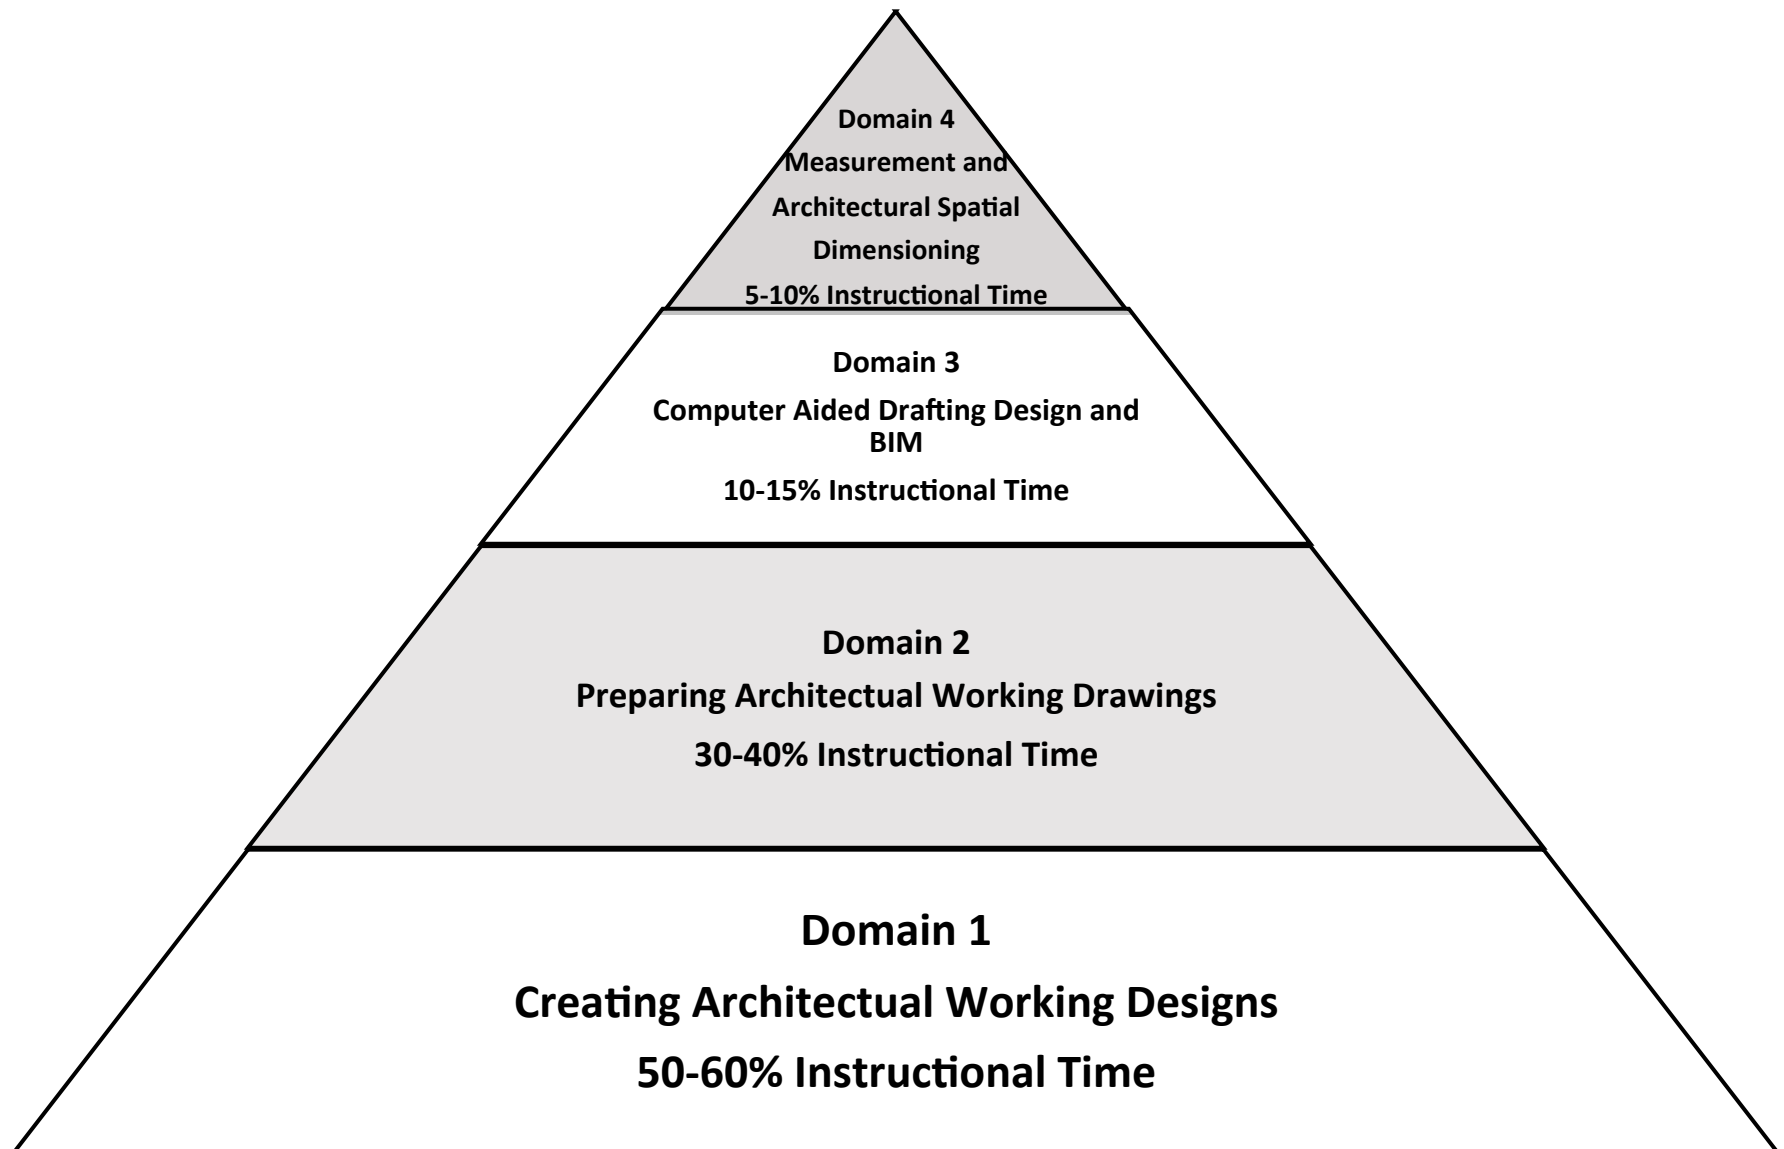 Domain 4
Measurement and
Architectural Spatial
Dimensioning
5-10% Instructional Time
Domain 3
Computer Aided Drafting Design and
BIM
10-15% Instructional Time
Domain 2
Preparing Architectual Working Drawings
30-40% Instructional Time
Domain 1
Creating Architectual Working Designs
50-60% Instructional Time